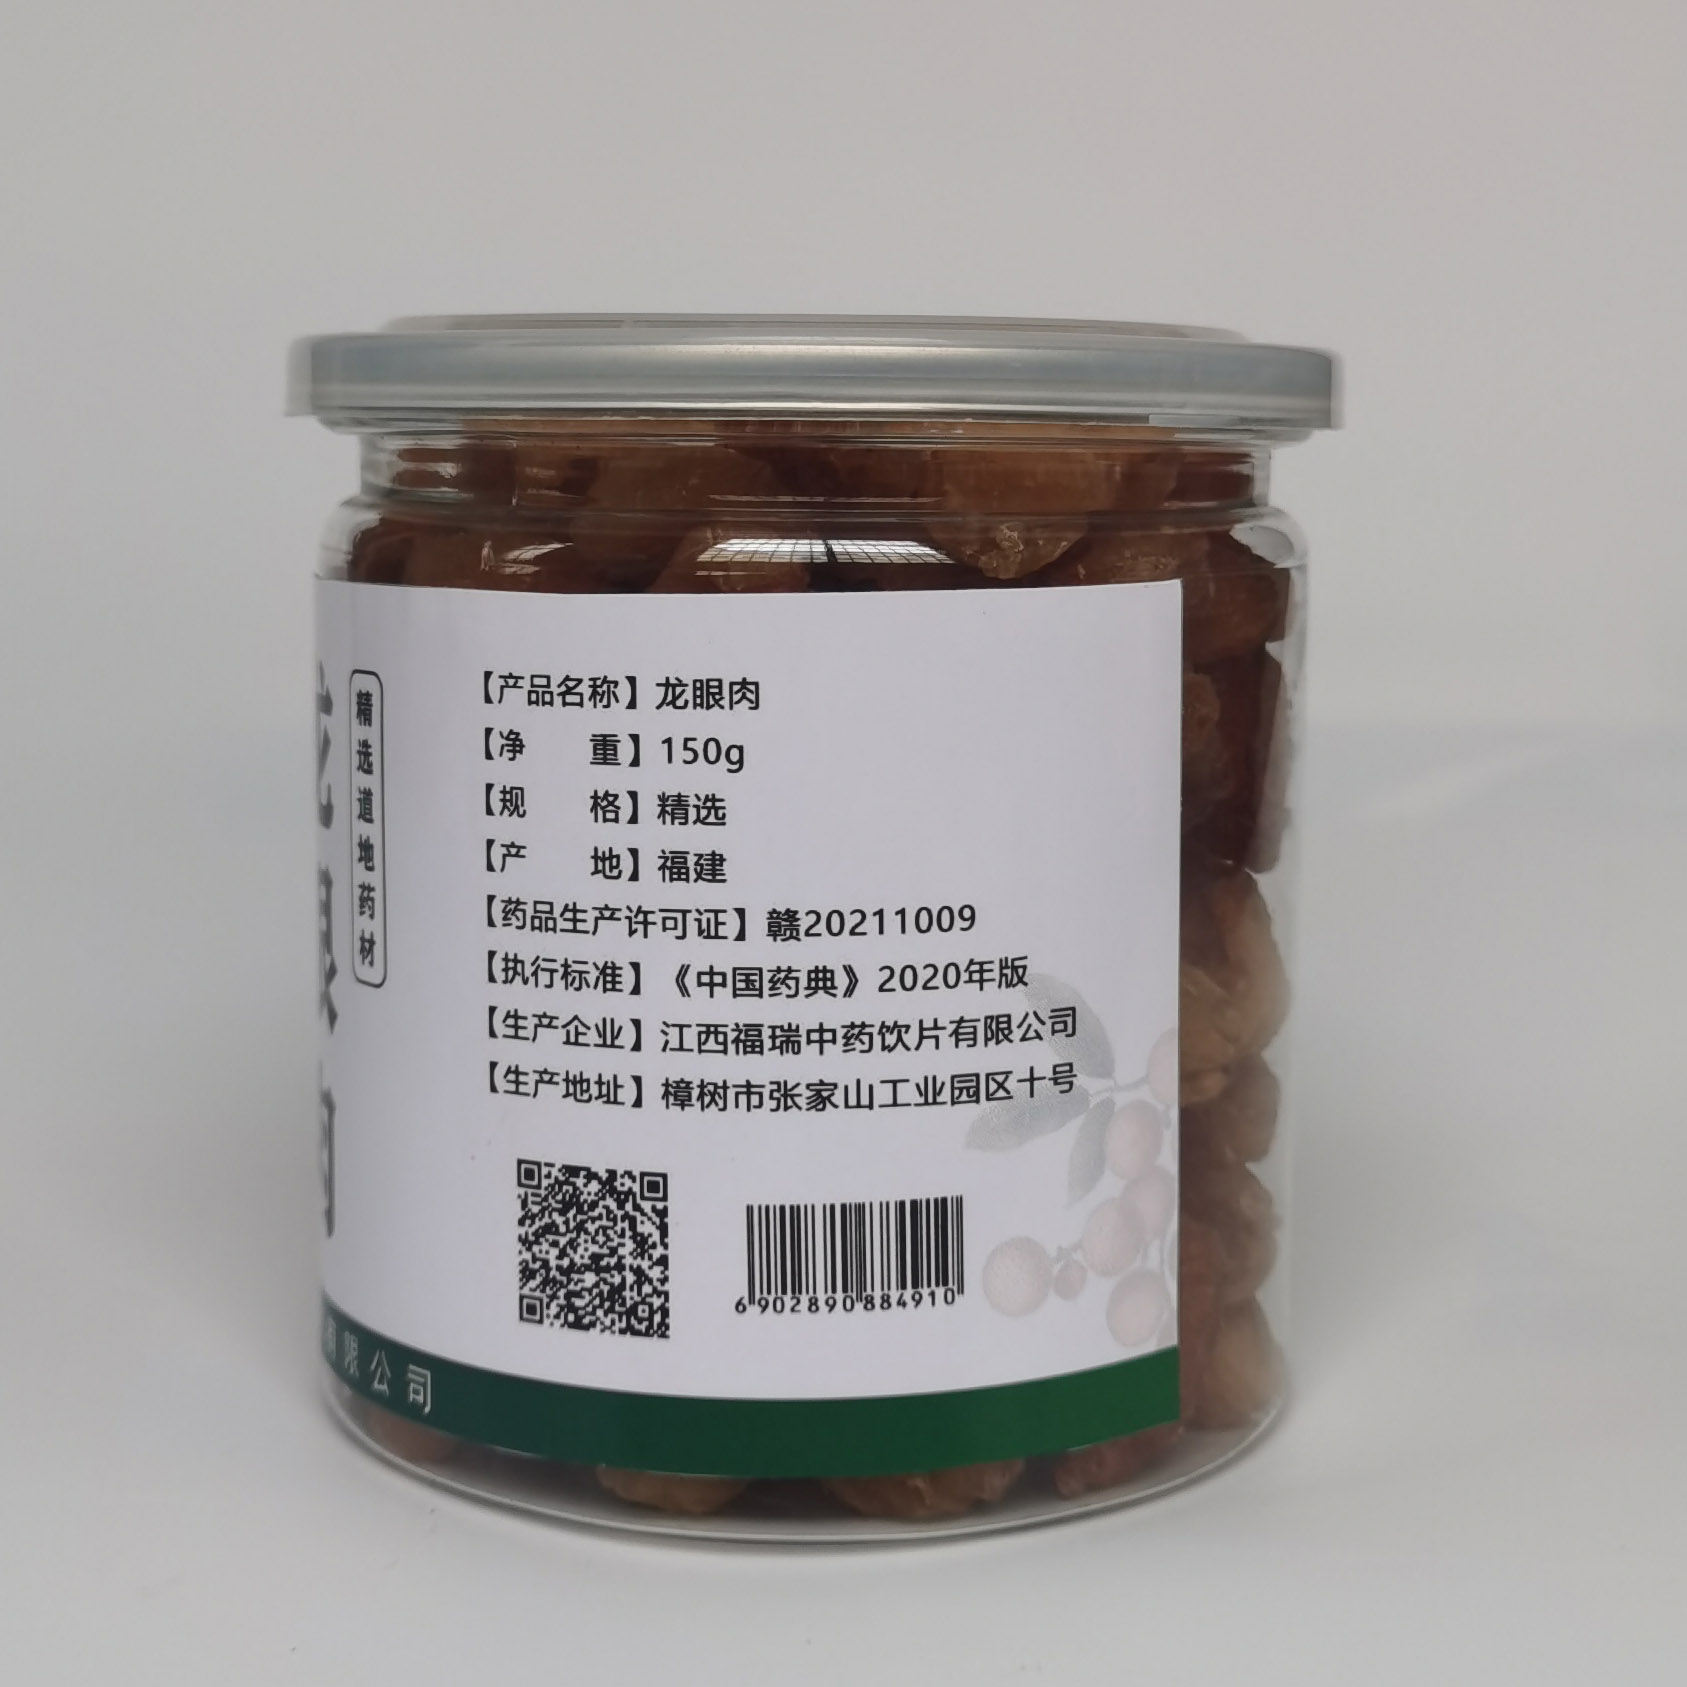 精选道地药材
【产品名称】龙眼肉
【净　　重】150g
【规　　格】精选
【产　　地】福建
【药品生产许可证】赣20211009
【执行标准】《中国药典》2020年版
【生产企业】江西福瑞中药饮片有限公司
【生产地址】樟树市张家山工业园区十号
6 902890 884910
有限公司